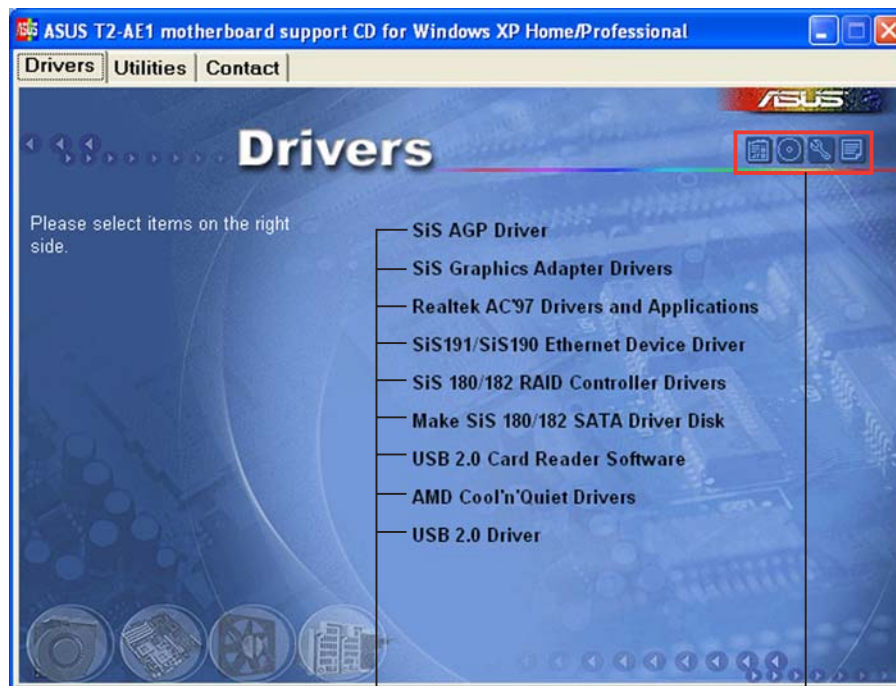 ASUS T2-AE1 motherboard support CD for Windows XP Home/Professional
Drivers Utilities Contact
ASUS
Drivers
Please select items on the right
side.
SiS AGP Driver
SiS Graphics Adapter Drivers
Realtek AC'97 Drivers and Applications
SiS191/SiS190 Ethernet Device Driver
SiS 180/182 RAID Controller Drivers
Make SiS 180/182 SATA Driver Disk
USB 2.0 Card Reader Software
AMD Cool'n'Quiet Drivers
USB 2.0 Driver